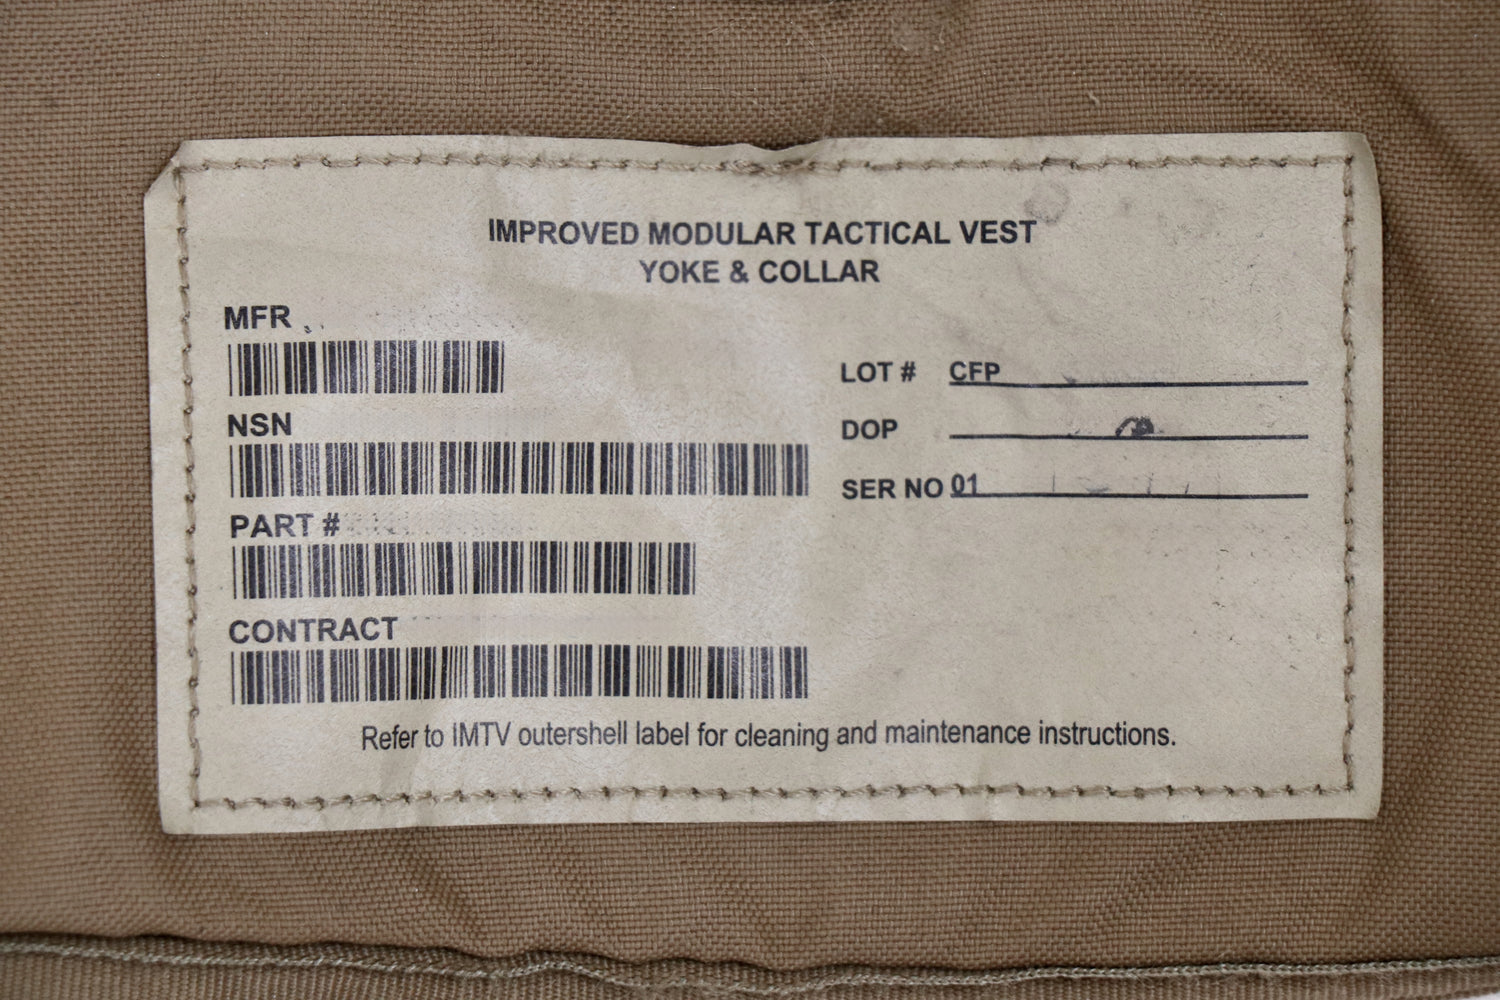 IMPROVED MODULAR TACTICAL VEST
YOKE & COLLAR
MFR
NSN
PART #
CONTRACT
LOT # CFP
DOP
SER NO 01
Refer to IMTV outershell label for cleaning and maintenance instructions.